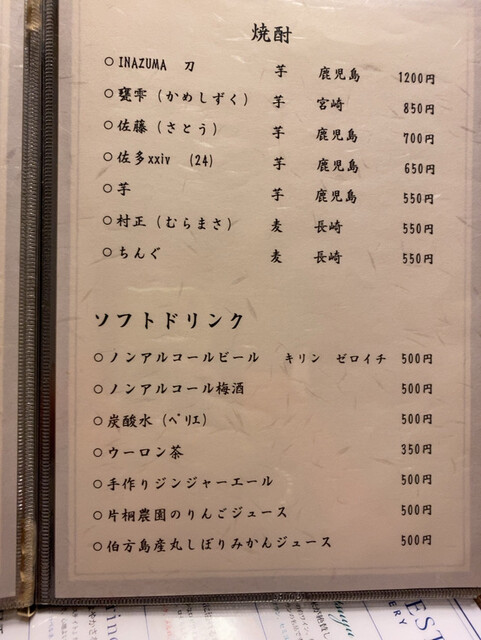 焼酎
○ INAZUMA 刀 芋 鹿児島 1200円
○ 甕雫（かめしずく） 芋 宮崎 850円
○ 佐藤（さとう） 芋 鹿児島 700円
○ 佐多xxiv (24) 芋 鹿児島 650円
○ 芋 芋 鹿児島 550円
○ 村正（むらまさ） 麦 長崎 550円
○ ちんぐ 麦 長崎 550円
ソフトドリンク
○ ノンアルコールビール キリン ゼロイチ 500円
○ ノンアルコール梅酒 500円
○ 炭酸水（ﾍﾟﾘｴ） 500円
○ ウーロン茶 350円
○ 手作りジンジャーエール 500円
○ 片桐農園のりんごジュース 500円
○ 伯方島産丸しぼりみかんジュース 500円